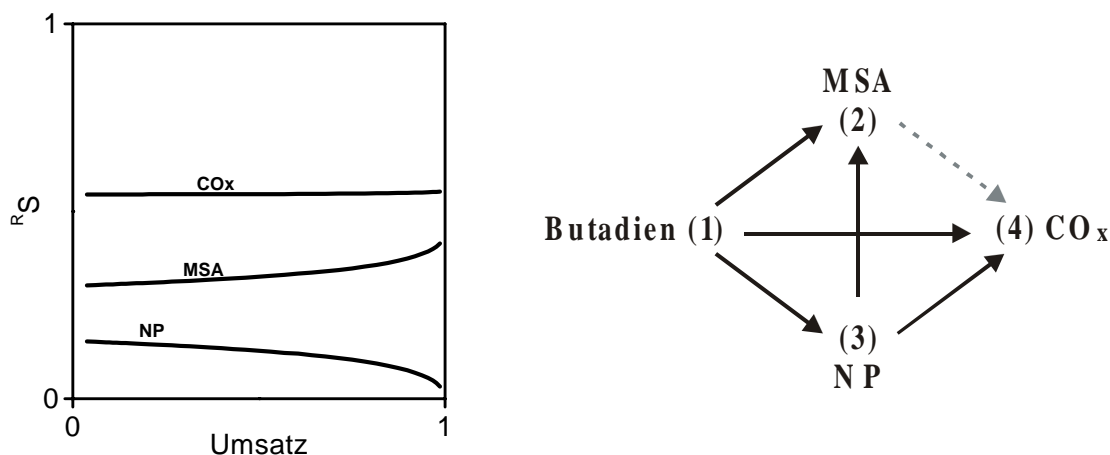 1
COx
ᴿS
MSA
NP
0
0
1
Umsatz
MSA
(2)
Butadien (1)
(4) COₓ
(3)
NP